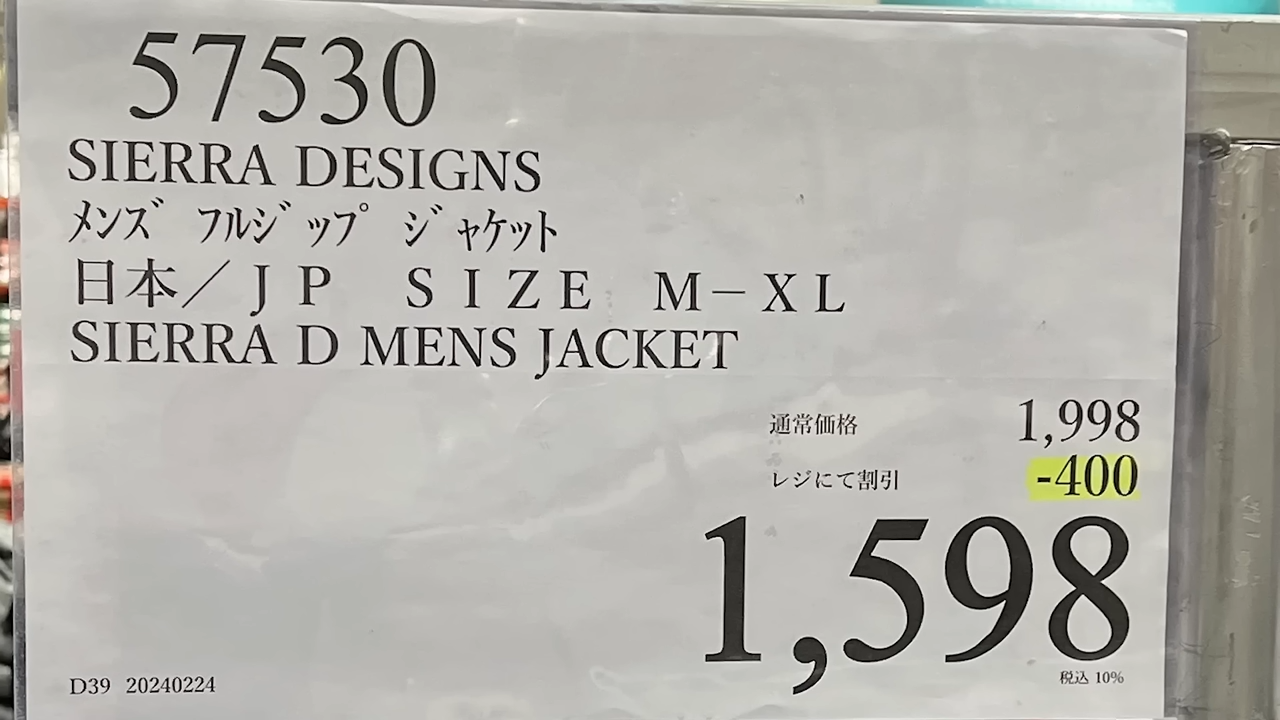 57530
SIERRA DESIGNS
メンズ フルジップ ジャケット
日本／ＪＰ　ＳＩＺＥ　Ｍ－ＸＬ
SIERRA D MENS JACKET
通常価格 1,998
レジにて割引 -400
1,598
税込 10%
D39 20240224